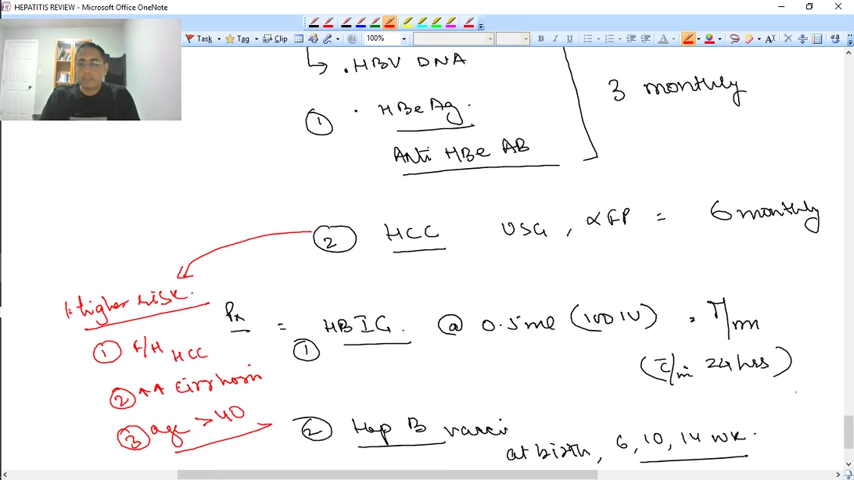 HEPATITIS REVIEW - Microsoft Office OneNote
Task Tag Clip 100%
HBV DNA
① HBeAg
Anti HBe AB
3 monthly
② HCC USG, αFP = 6 monthly
Higher risk
① F/H HCC
② ↑↑ cirrhosis
③ age > 40
Px = ① HBIG @ 0.5ml (100 IU) I/m
(c̄/in 24 hrs)
② Hep B vacci
at birth, 6, 10, 14 wk.